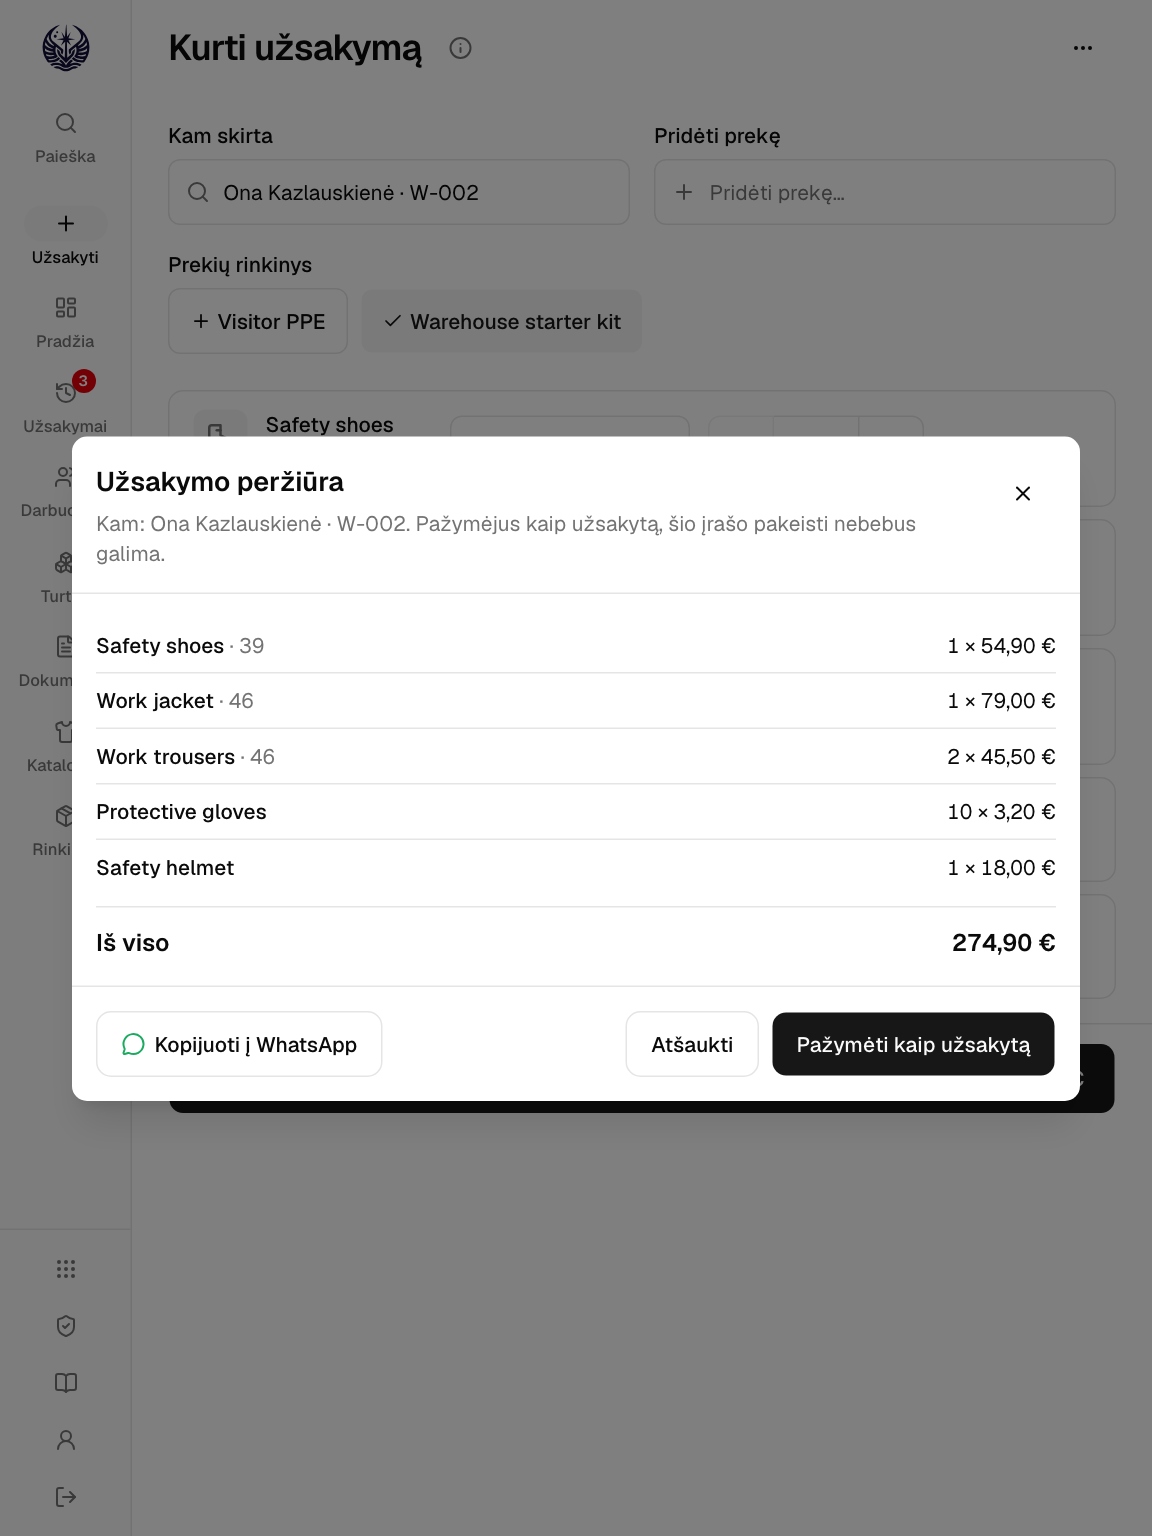 Kurti užsakymą
Paieška
Užsakyti
Pradžia
3
Užsakymai
Kam skirta
Pridėti prekę
Ona Kazlauskienė · W-002
Pridėti prekę...
Prekių rinkinys
Visitor PPE
Warehouse starter kit
Safety shoes
Užsakymo peržiūra
Kam: Ona Kazlauskienė · W-002. Pažymėjus kaip užsakytą, šio įrašo pakeisti nebebus
galima.
Safety shoes · 39 1 × 54,90 €
Work jacket · 46 1 × 79,00 €
Work trousers · 46 2 × 45,50 €
Protective gloves 10 × 3,20 €
Safety helmet 1 × 18,00 €
Iš viso 274,90 €
Kopijuoti į WhatsApp
Atšaukti
Pažymėti kaip užsakytą